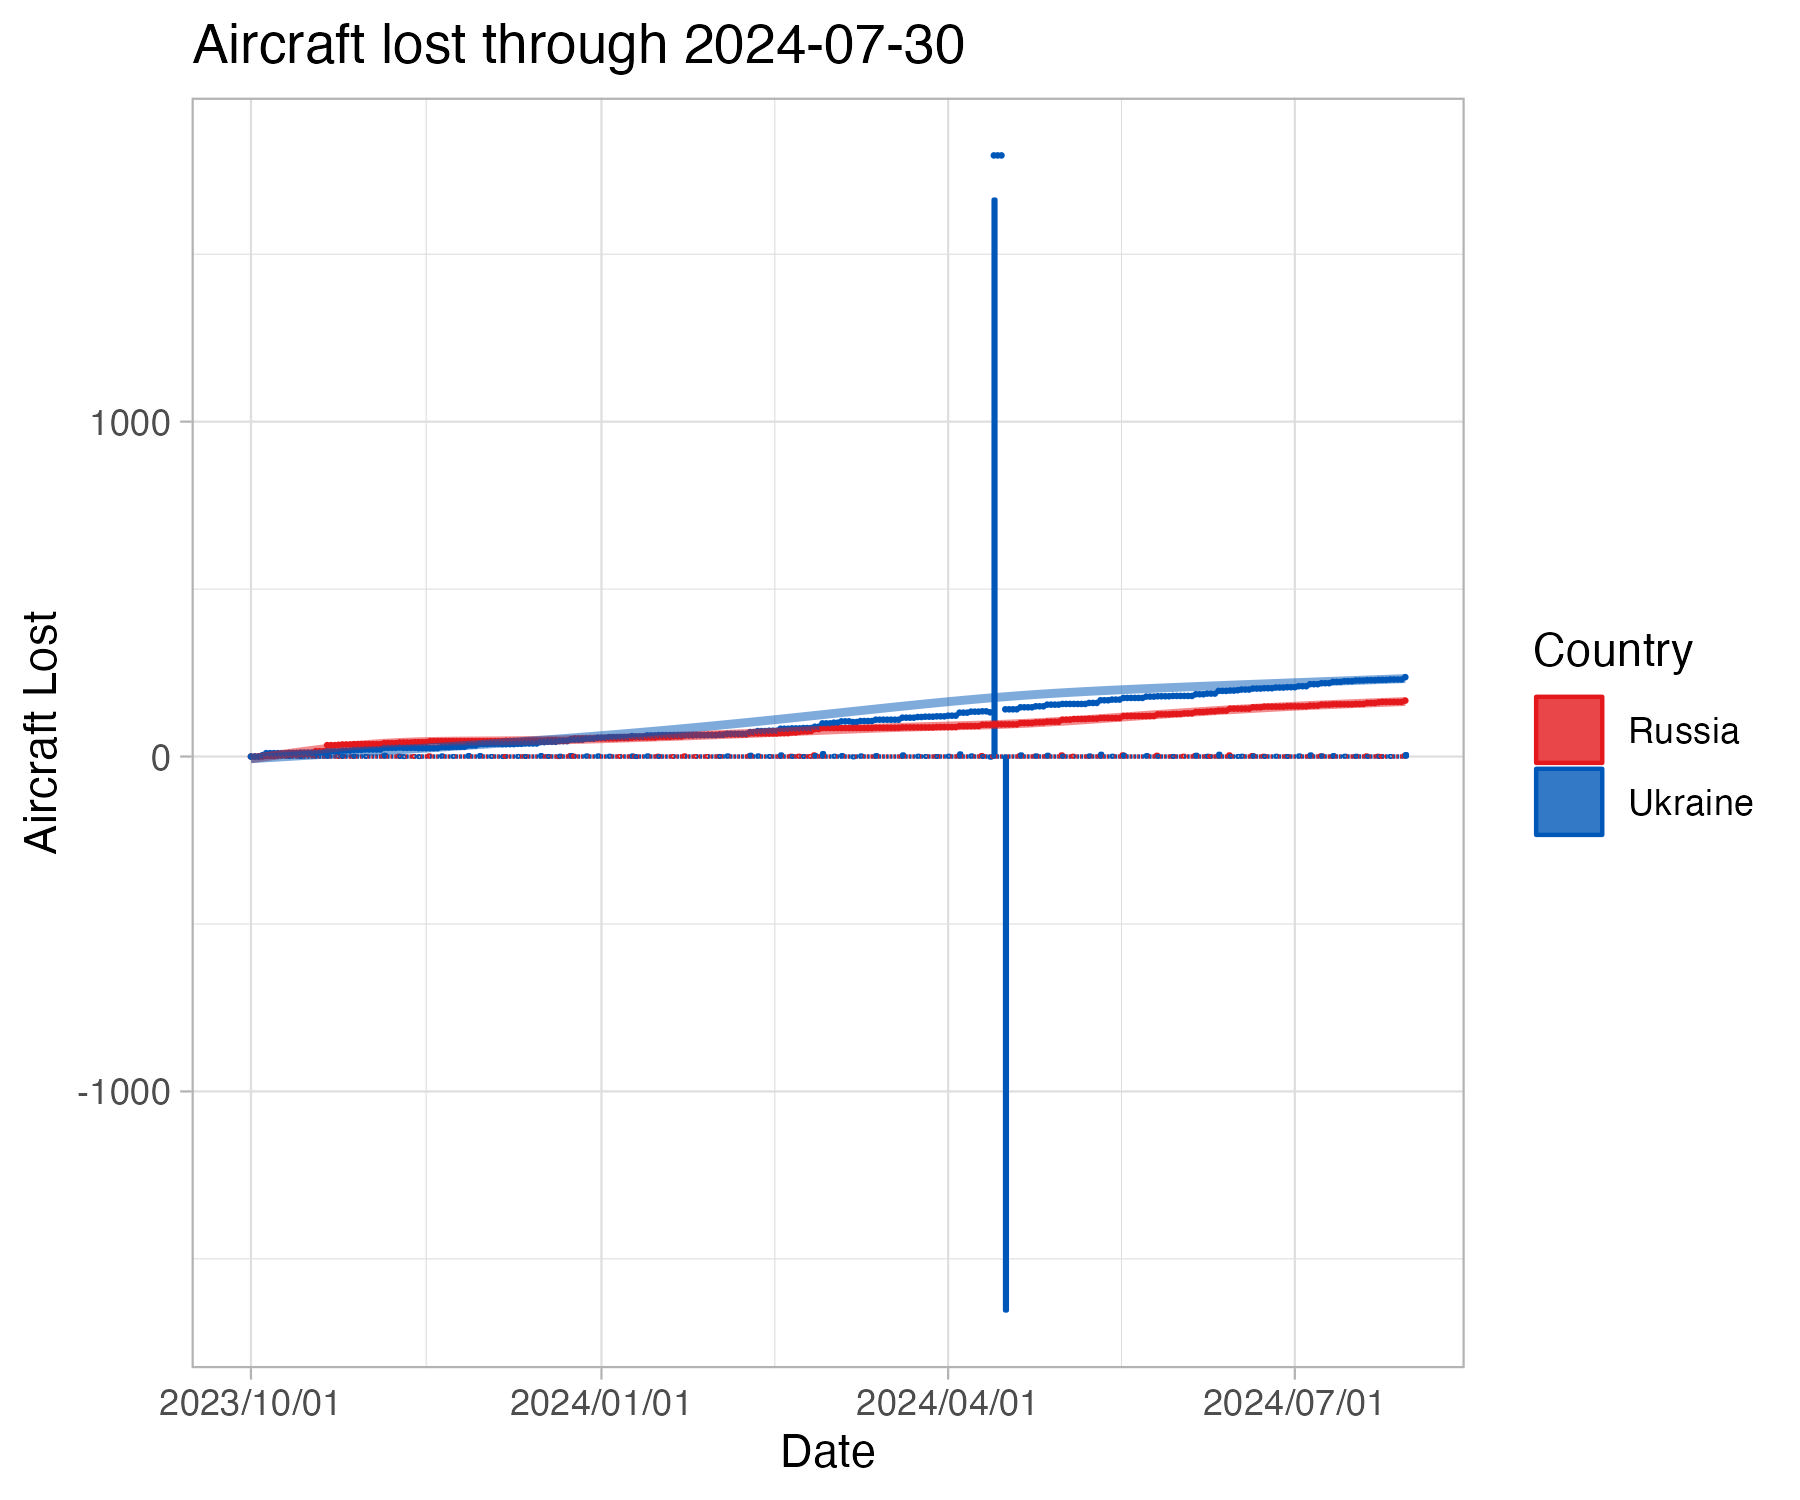 Aircraft lost through 2024-07-30
Aircraft Lost
1000
0
-1000
2023/10/01
2024/01/01
2024/04/01
2024/07/01
Date
Country
Russia
Ukraine